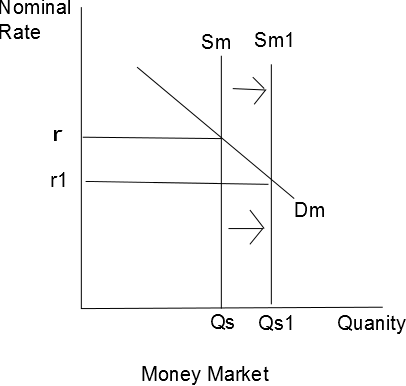 Nominal
Rate
Sm
Sm1
r
r1
Dm
Qs
Qs1
Quanity
Money Market